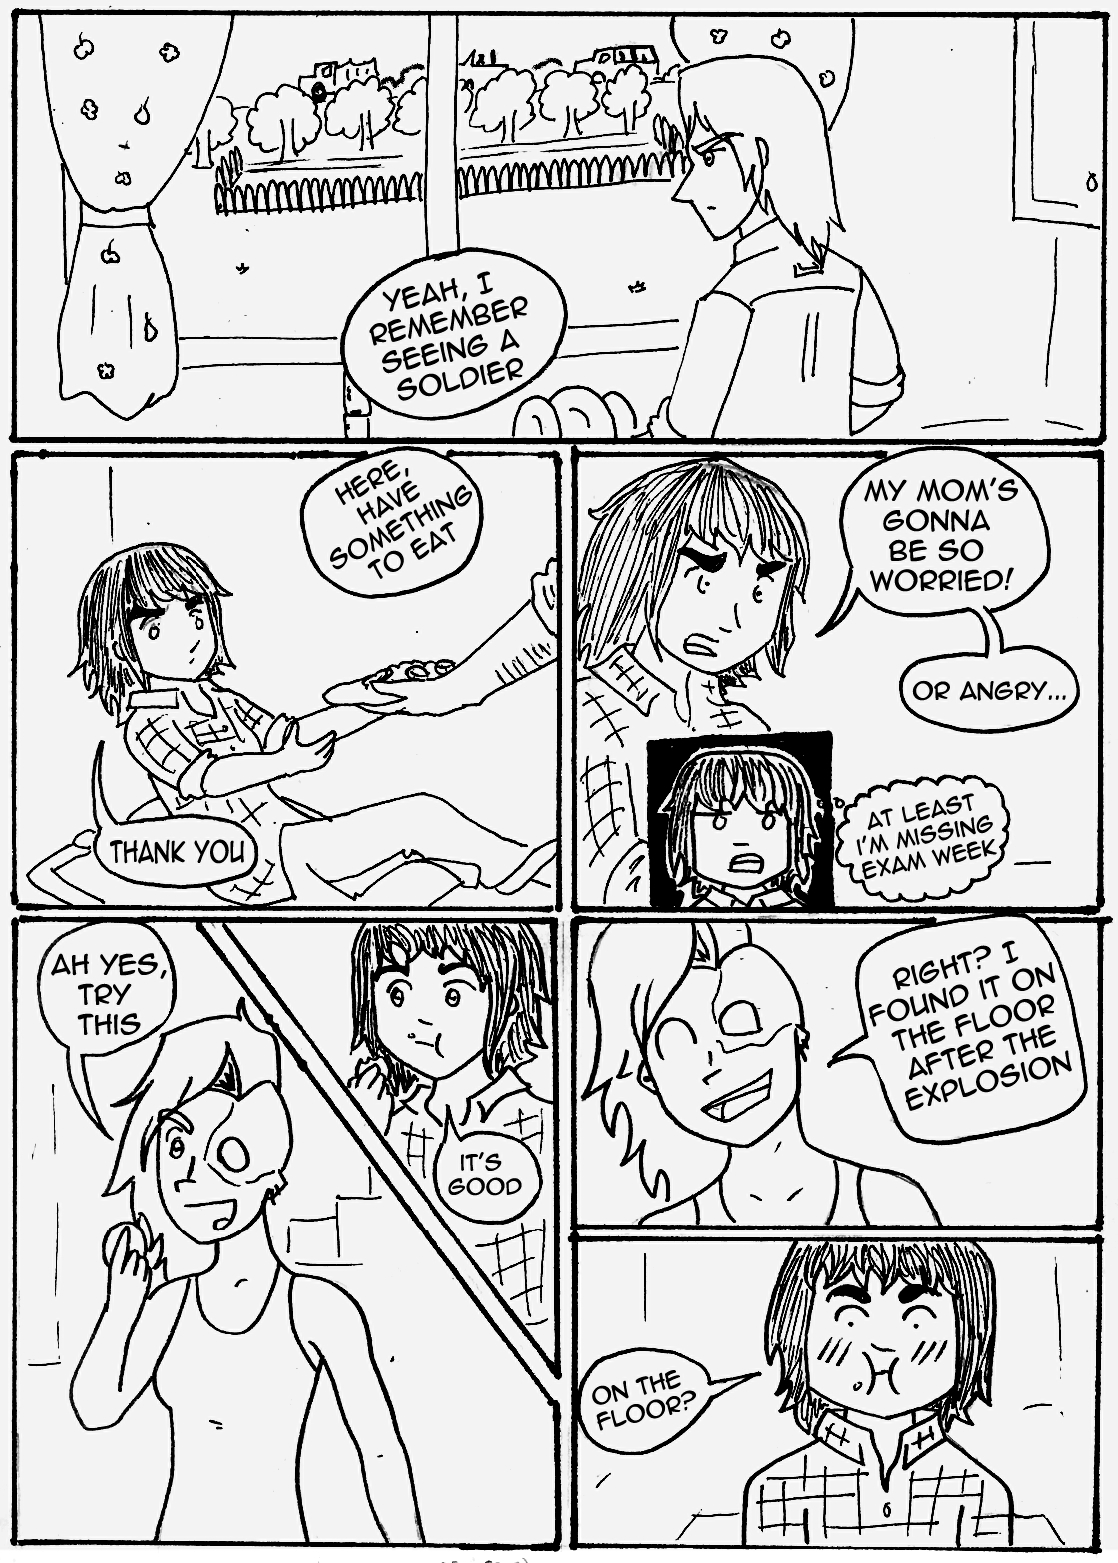 YEAH, I
REMEMBER
SEEING A
SOLDIER
HERE,
HAVE
SOMETHING
TO EAT
THANK YOU
MY MOM'S
GONNA
BE SO
WORRIED!
OR ANGRY...
AT LEAST
I'M MISSING
EXAM WEEK
AH YES,
TRY
THIS
IT'S
GOOD
RIGHT? I
FOUND IT ON
THE FLOOR
AFTER THE
EXPLOSION
ON THE
FLOOR?